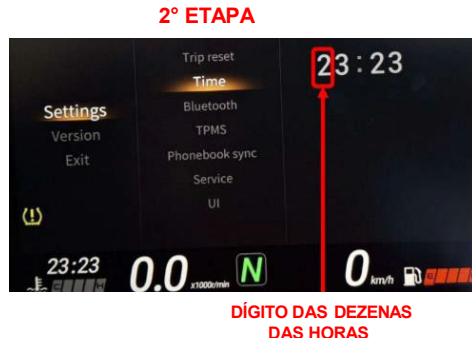 2° ETAPA
Trip reset
Time
Bluetooth
TPMS
Phonebook sync
Service
UI
Settings
Version
Exit
23:23
23:23
0.0 x1000r/min
N
0 km/h
C H
E
DÍGITO DAS DEZENAS
DAS HORAS